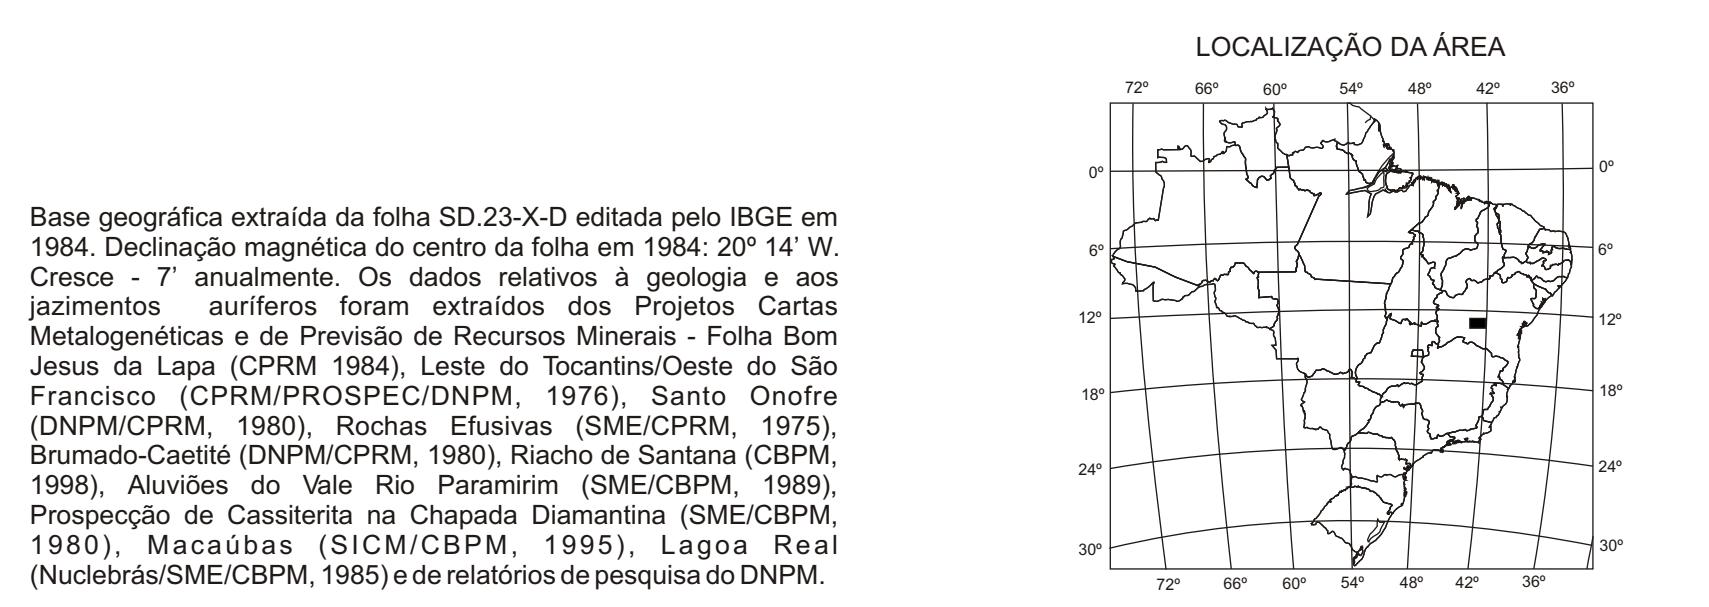 Base geográfica extraída da folha SD.23-X-D editada pelo IBGE em
1984. Declinação magnética do centro da folha em 1984: 20º 14’ W.
Cresce - 7’ anualmente. Os dados relativos à geologia e aos
jazimentos auríferos foram extraídos dos Projetos Cartas
Metalogenéticas e de Previsão de Recursos Minerais - Folha Bom
Jesus da Lapa (CPRM 1984), Leste do Tocantins/Oeste do São
Francisco (CPRM/PROSPEC/DNPM, 1976), Santo Onofre
(DNPM/CPRM, 1980), Rochas Efusivas (SME/CPRM, 1975),
Brumado-Caetité (DNPM/CPRM, 1980), Riacho de Santana (CBPM,
1998), Aluviões do Vale Rio Paramirim (SME/CBPM, 1989),
Prospecção de Cassiterita na Chapada Diamantina (SME/CBPM,
1980), Macaúbas (SICM/CBPM, 1995), Lagoa Real
(Nuclebrás/SME/CBPM, 1985) e de relatórios de pesquisa do DNPM.
LOCALIZAÇÃO DA ÁREA
72º 66º 60º 54º 48º 42º 36º
0º 0º
6º 6º
12º 12º
18º 18º
24º 24º
30º 30º
72º 66º 60º 54º 48º 42º 36º